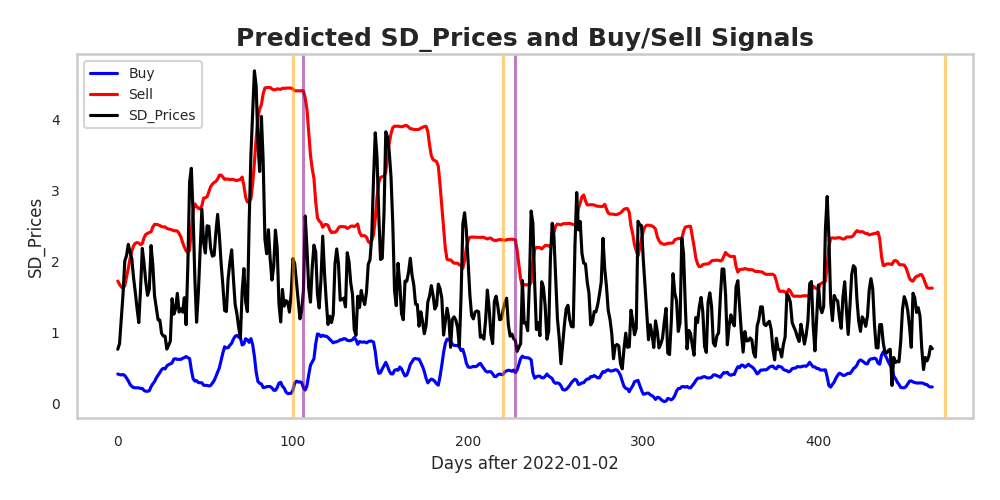 Predicted SD_Prices and Buy/Sell Signals
Buy
Sell
SD_Prices
SD_Prices
4
3
2
1
0
0 100 200 300 400
Days after 2022-01-02